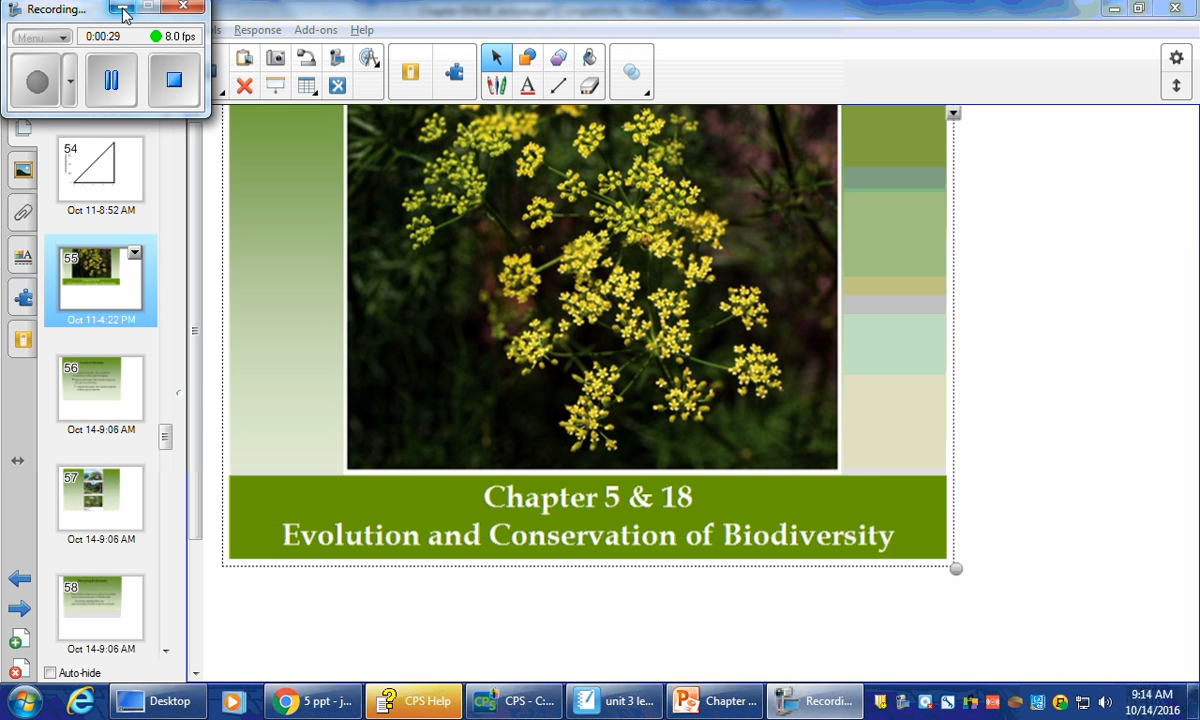 Recording...
Menu
0:00:29
8.0 fps
Response Add-ons Help
54
Oct 11-8:52 AM
55
Oct 11-4:22 PM
56
Oct 14-9:06 AM
57
Oct 14-9:06 AM
58
Oct 14-9:06 AM
Auto-hide
Chapter 5 & 18
Evolution and Conservation of Biodiversity
Desktop
5 ppt - j...
CPS Help
CPS - C:...
unit 3 le...
Chapter ...
Recordi...
9:14 AM
10/14/2016